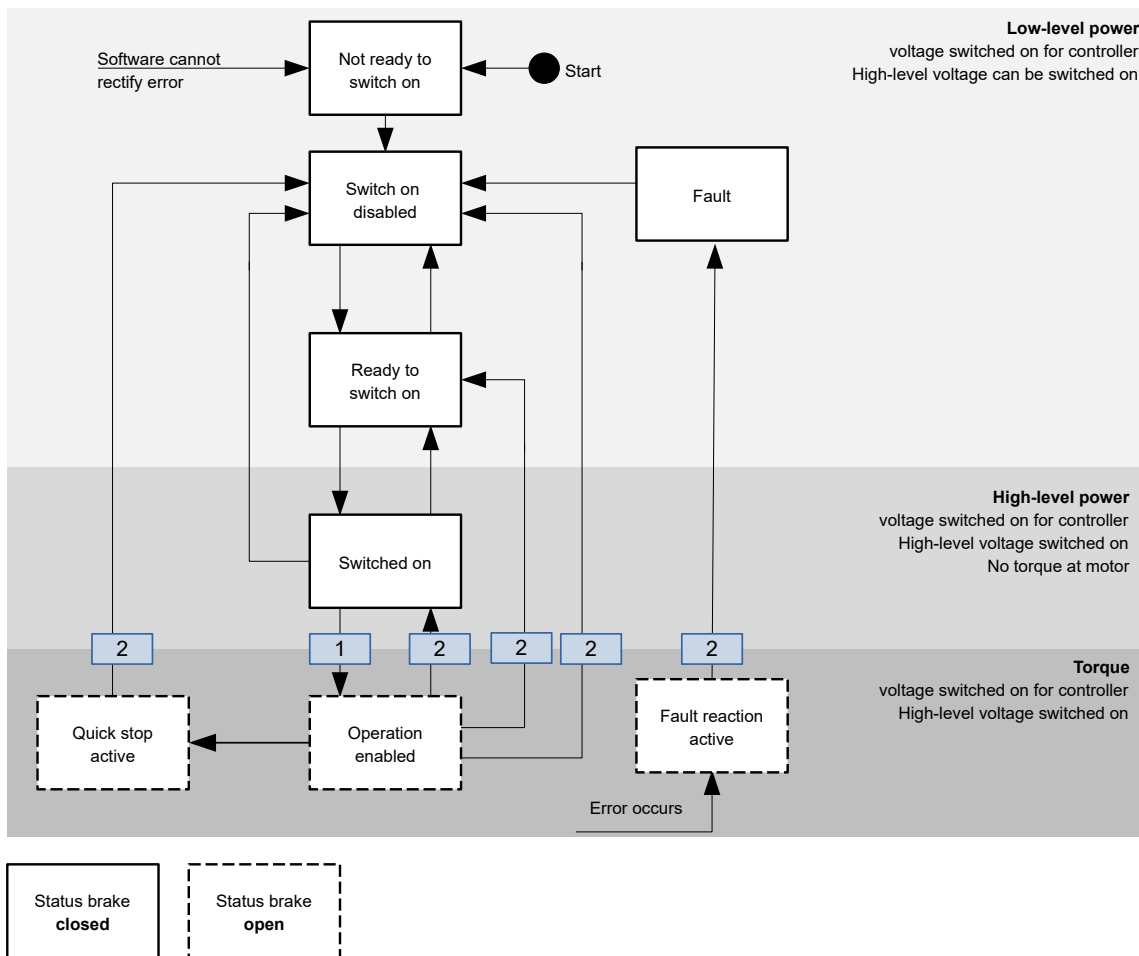 Low-level power
voltage switched on for controller
High-level voltage can be switched on
Software cannot
rectify error
Not ready to
switch on
Start
Switch on
disabled
Fault
Ready to
switch on
High-level power
voltage switched on for controller
High-level voltage switched on
No torque at motor
Switched on
2
1
2
2
2
2
Torque
voltage switched on for controller
High-level voltage switched on
Quick stop
active
Operation
enabled
Fault reaction
active
Error occurs
Status brake
closed
Status brake
open